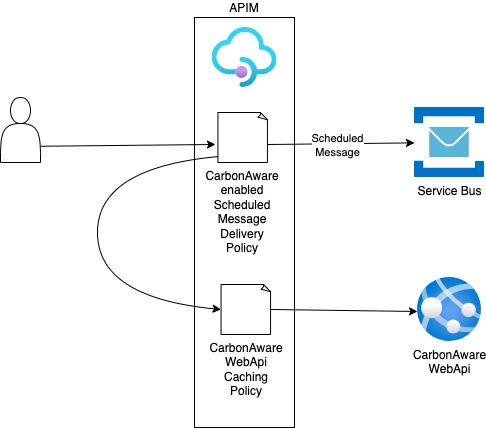 APIM
Scheduled
Message
Service Bus
CarbonAware
enabled
Scheduled
Message
Delivery
Policy
CarbonAware
WebApi
Caching
Policy
CarbonAware
WebApi